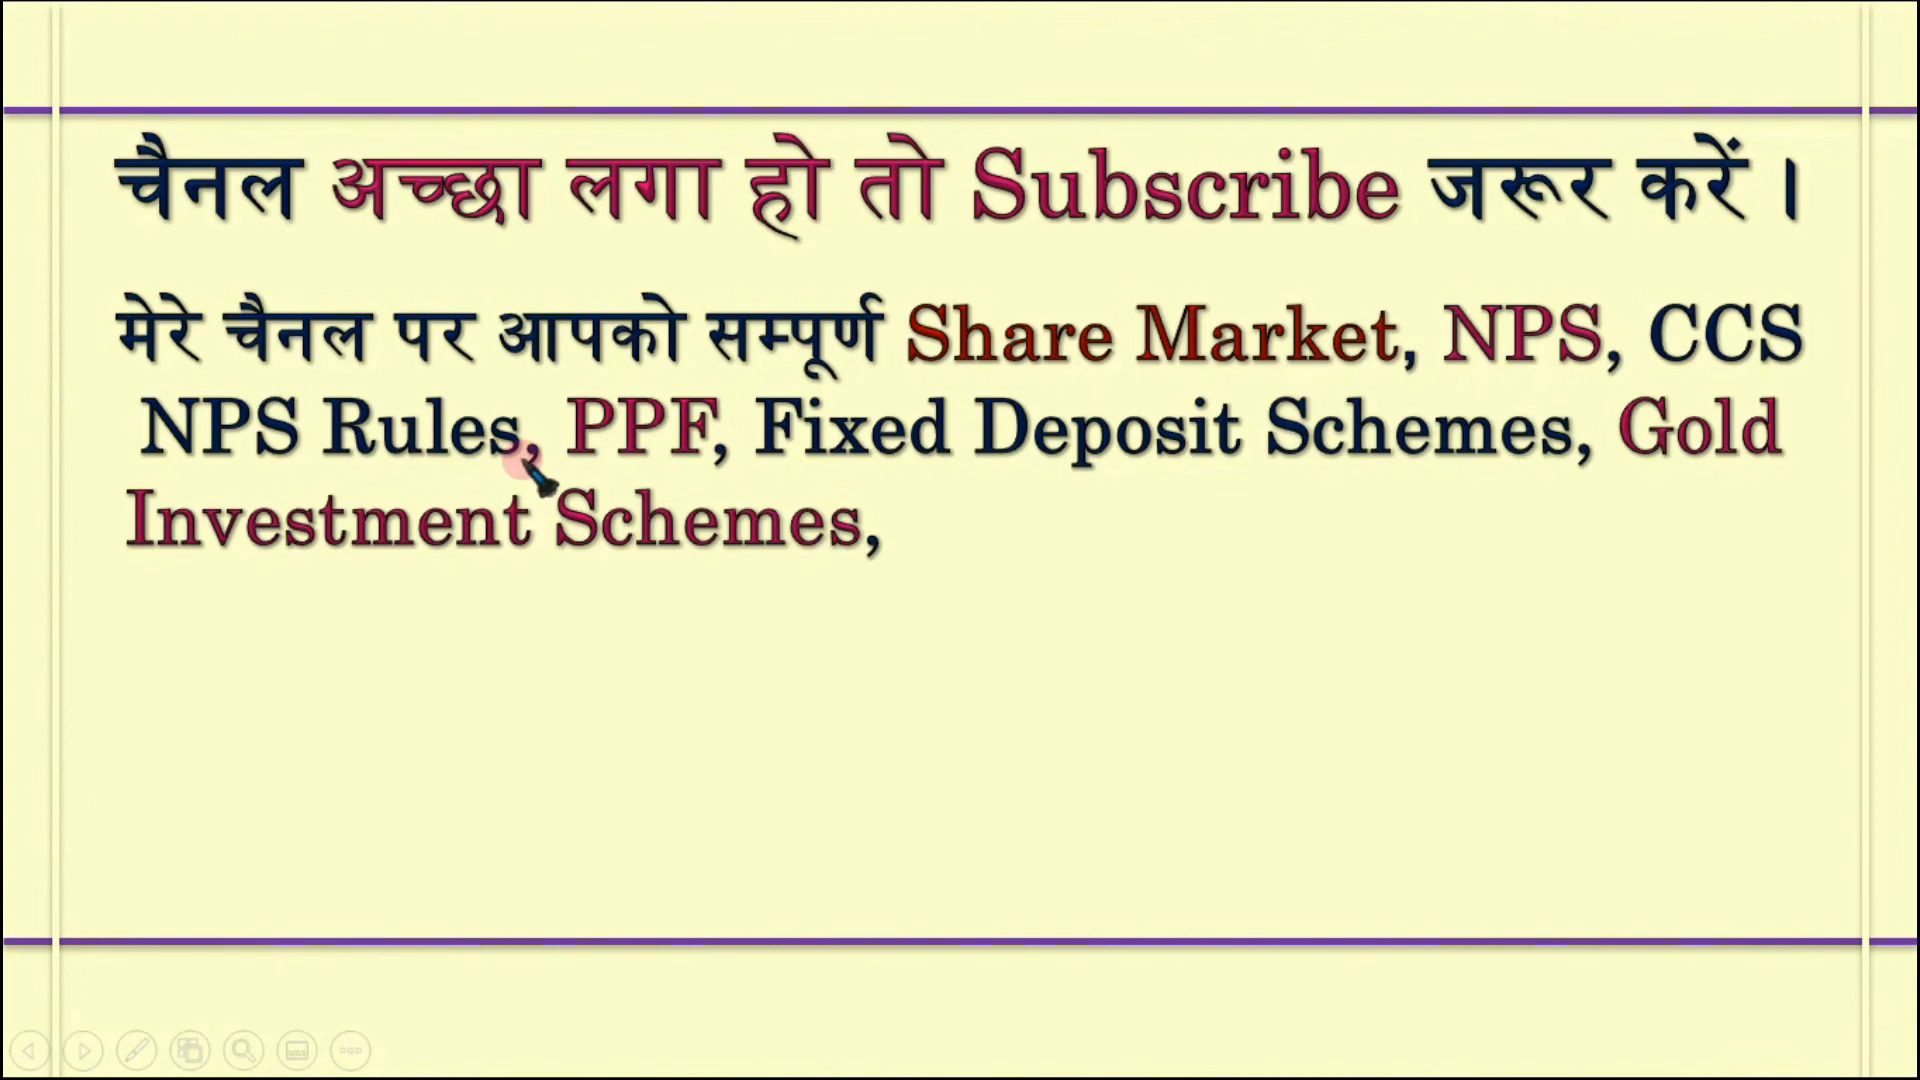 चैनल अच्छा लगा हो तो Subscribe जरूर करें ।
मेरे चैनल पर आपको सम्पूर्ण Share Market, NPS, CCS
NPS Rules, PPF, Fixed Deposit Schemes, Gold
Investment Schemes,